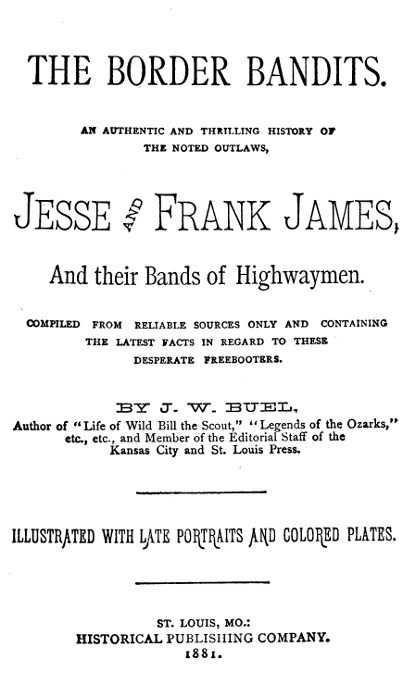 THE BORDER BANDITS.
AN AUTHENTIC AND THRILLING HISTORY OF
THE NOTED OUTLAWS,
JESSE AND FRANK JAMES,
And their Bands of Highwaymen.
COMPILED FROM RELIABLE SOURCES ONLY AND CONTAINING
THE LATEST FACTS IN REGARD TO THESE
DESPERATE FREEBOOTERS.
BY J. W. BUEL,
Author of "Life of Wild Bill the Scout," "Legends of the Ozarks,"
etc., etc., and Member of the Editorial Staff of the
Kansas City and St. Louis Press.
ILLUSTRATED WITH LATE PORTRAITS AND COLORED PLATES.
ST. LOUIS, MO.:
HISTORICAL PUBLISHING COMPANY.
1881.